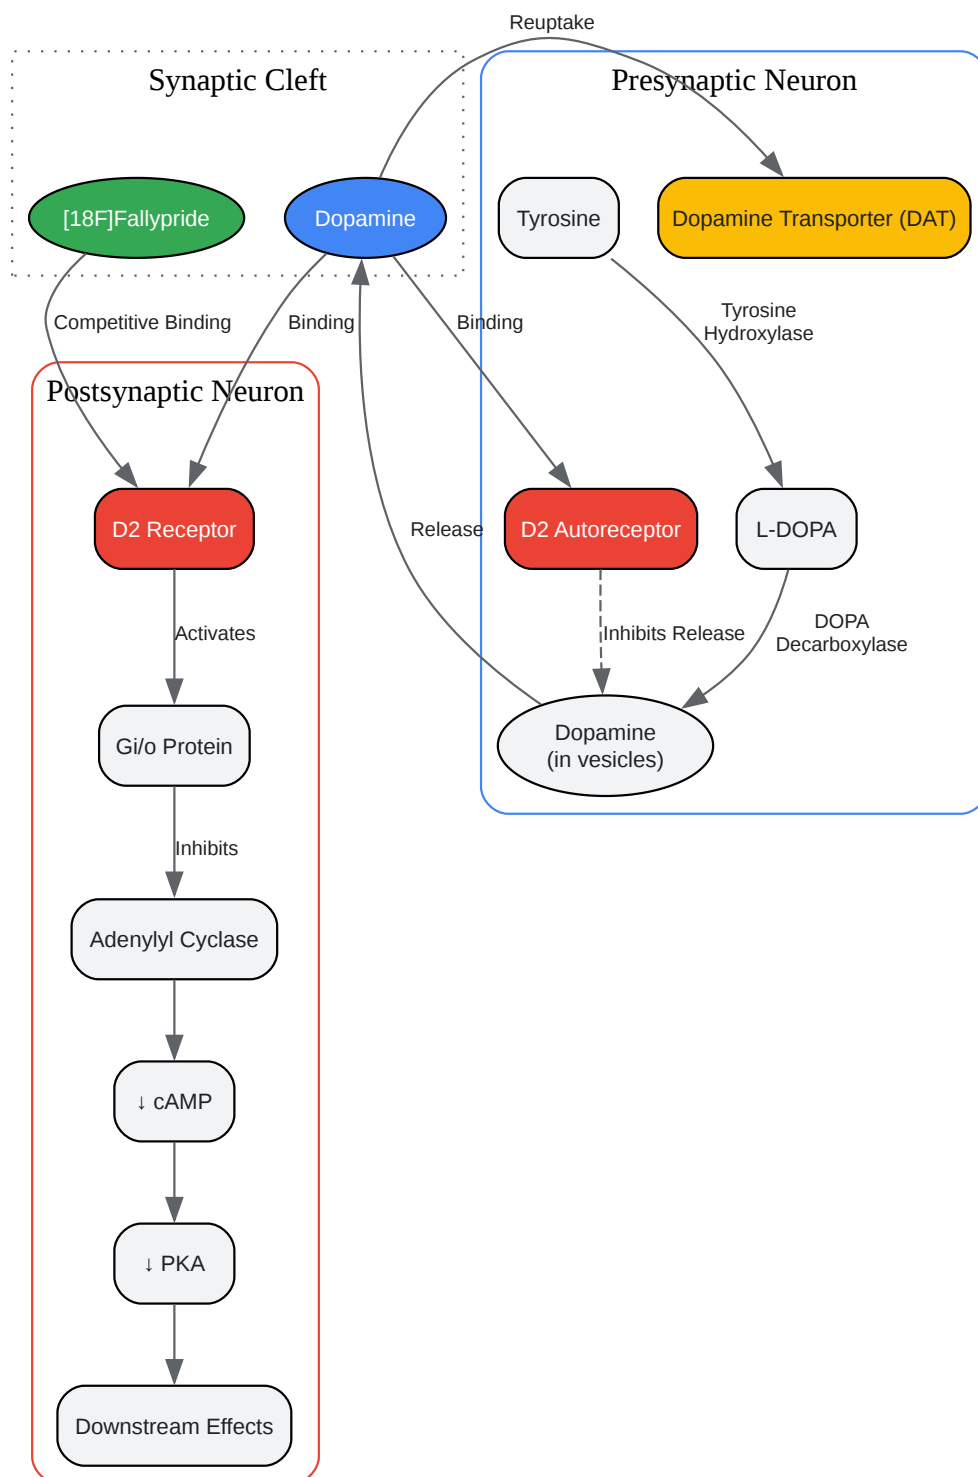 Reuptake
Synaptic Cleft
Presynaptic Neuron
[18F]Fallypride
Dopamine
Tyrosine
Dopamine Transporter (DAT)
Competitive Binding
Binding
Binding
Tyrosine
Hydroxylase
Postsynaptic Neuron
D2 Receptor
Release
D2 Autoreceptor
L-DOPA
Activates
Inhibits Release
DOPA
Decarboxylase
Gi/o Protein
Dopamine
(in vesicles)
Inhibits
Adenylyl Cyclase
↓ cAMP
↓ PKA
Downstream Effects